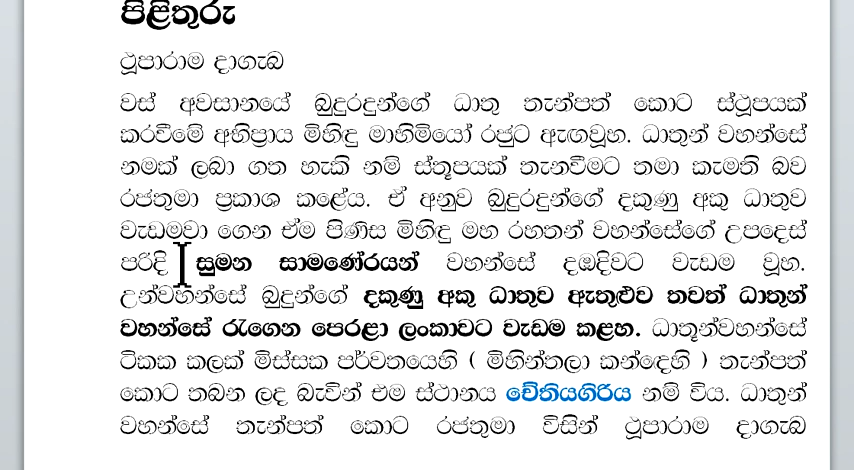 පිළිතුරු
ථූපාරාම දාගැබ
වස් අවසානයේ බුදුරදුන්ගේ ධාතු තැන්පත් කොට ස්ථූපයක්
කරවීමේ අභිප්‍රාය මිහිඳු මාහිමියෝ රජුට ඇඟවූහ. ධාතූන් වහන්සේ
නමක් ලබා ගත හැකි නම් ස්තූපයක් තැනවීමට තමා කැමති බව
රජතුමා ප්‍රකාශ කළේය. ඒ අනුව බුදුරදුන්ගේ දකුණු අකු ධාතුව
වැඩමවා ගෙන ඒම පිණිස මිහිඳු මහ රහතන් වහන්සේගේ උපදෙස්
පරිදි සුමන සාමණේරයන් වහන්සේ දඹදිවට වැඩම වූහ.
උන්වහන්සේ බුදුන්ගේ දකුණු අකු ධාතුව ඇතුළුව තවත් ධාතුන්
වහන්සේ රැගෙන පෙරළා ලංකාවට වැඩම කළහ. ධාතූන්වහන්සේ
ටිකක කලක් මිස්සක පර්වතයෙහි ( මිහින්තලා කන්දෙහි ) තැන්පත්
කොට තබන ලද බැවින් එම ස්ථානය චේතියගිරිය නම් විය. ධාතුන්
වහන්සේ තැන්පත් කොට රජතුමා විසින් ථූපාරාම දාගැබ